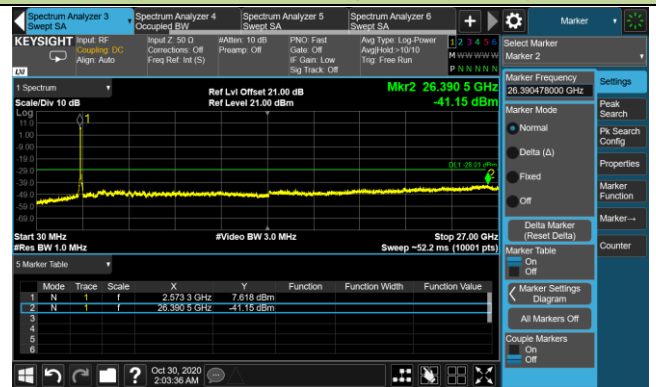 Spectrum Analyzer 3
Swept SA
Spectrum Analyzer 4
Occupied BW
Spectrum Analyzer 5
Swept SA
Spectrum Analyzer 6
Swept SA
Marker
KEYSIGHT
Input: RF
Coupling: DC
Align: Auto
Input Z: 50 Ω
Corrections: Off
Freq Ref: Int (S)
#Atten: 10 dB
Preamp: Off
PNO: Fast
Gate: Off
IF Gain: Low
Sig Track: Off
Avg Type: Log-Power
Avg|Hold:>10/10
Trig: Free Run
1 2 3 4 5 6
M W W W W W
P N N N N N
LXI
Select Marker
Marker 2
1 Spectrum
Scale/Div 10 dB
Log
Ref Lvl Offset 21.00 dB
Ref Level 21.00 dBm
Mkr2 26.390 5 GHz
-41.15 dBm
11.0
1.00
-9.00
-19.0
-29.0
-39.0
-49.0
-59.0
-69.0
1
DL1 -28.01 dBm
2
Start 30 MHz
#Res BW 1.0 MHz
#Video BW 3.0 MHz
Stop 27.00 GHz
Sweep ~52.2 ms (10001 pts)
5 Marker Table
Mode Trace Scale X Y Function Function Width Function Value
1 N 1 f 2.573 3 GHz 7.618 dBm
2 N 1 f 26.390 5 GHz -41.15 dBm
3
4
5
6
Marker Frequency
26.390478000 GHz
Marker Mode
Normal
Delta (Δ)
Fixed
Off
Delta Marker
(Reset Delta)
Marker Table
On
Off
Marker Settings
Diagram
All Markers Off
Couple Markers
On
Off
Settings
Peak
Search
Pk Search
Config
Properties
Marker
Function
Marker→
Counter
Oct 30, 2020
2:03:36 AM